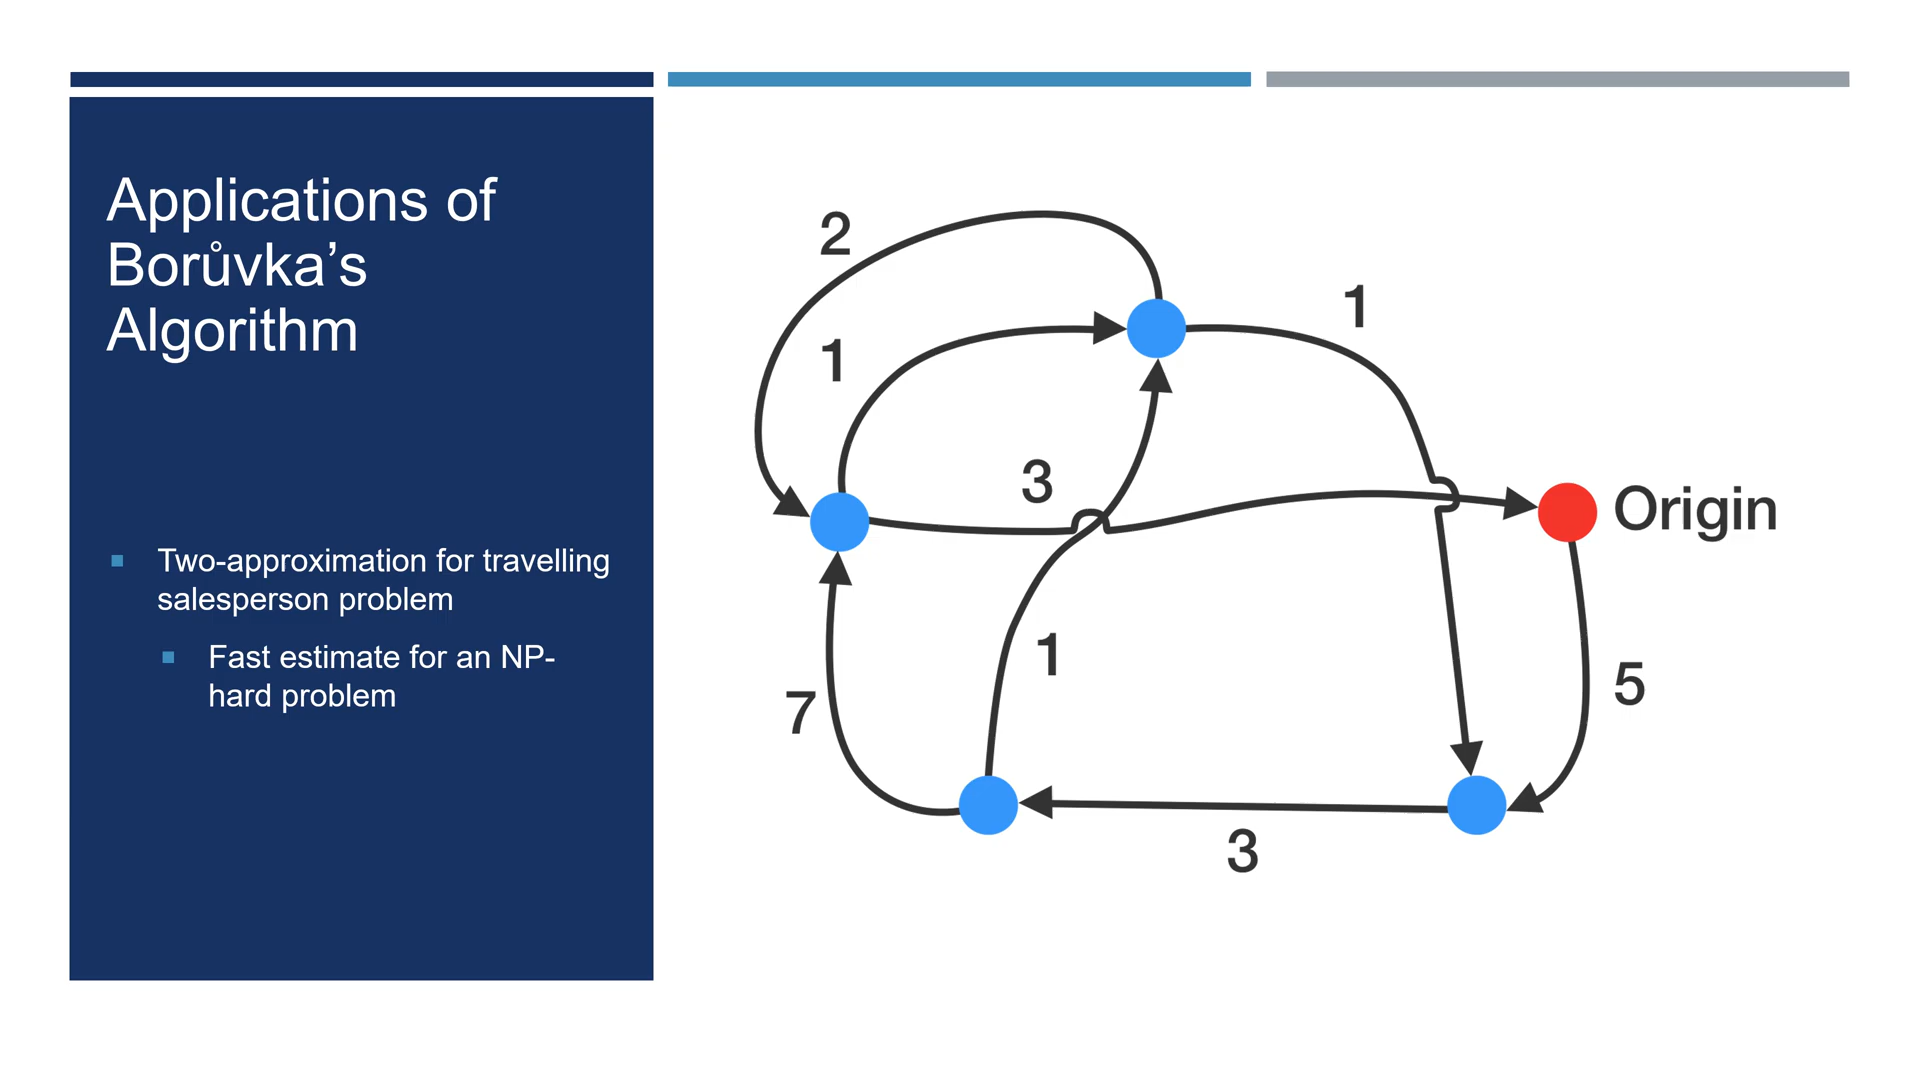 Applications of
Borůvka’s
Algorithm
Two-approximation for travelling
salesperson problem
Fast estimate for an NP-
hard problem
2
1
1
3
Origin
1
5
7
3